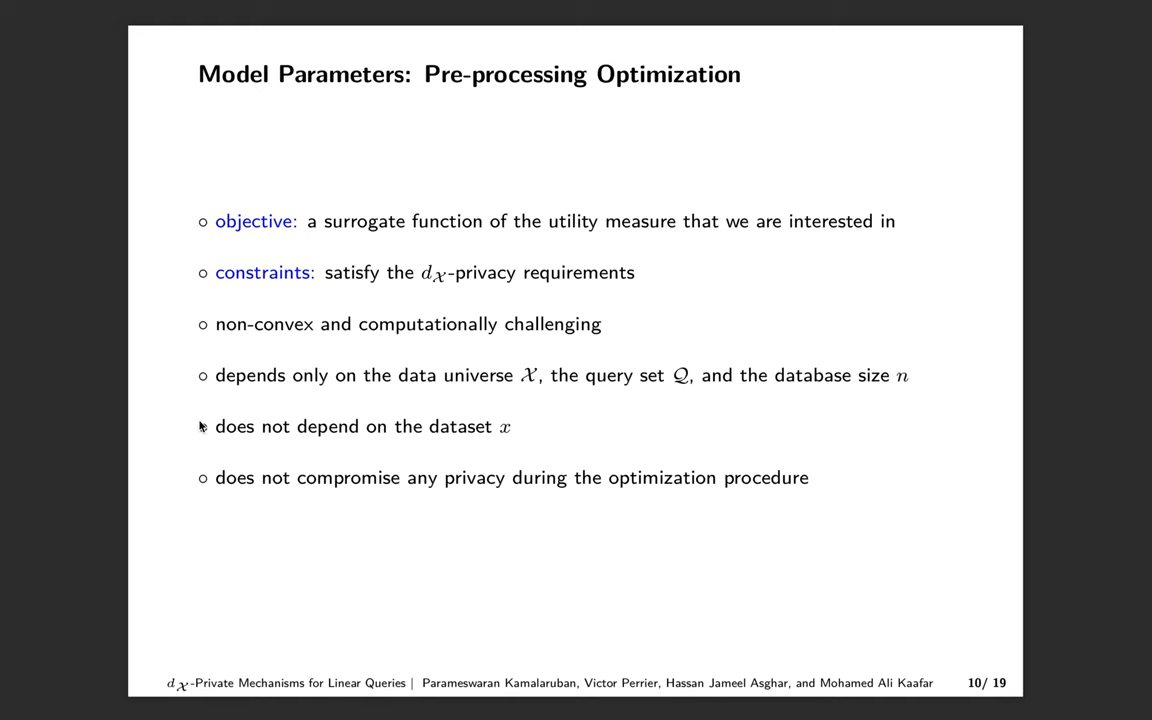 Model Parameters: Pre-processing Optimization
○ objective: a surrogate function of the utility measure that we are interested in
○ constraints: satisfy the d𝒳-privacy requirements
○ non-convex and computationally challenging
○ depends only on the data universe 𝒳, the query set 𝒬, and the database size n
○ does not depend on the dataset x
○ does not compromise any privacy during the optimization procedure
d𝒳-Private Mechanisms for Linear Queries | Parameswaran Kamalaruban, Victor Perrier, Hassan Jameel Asghar, and Mohamed Ali Kaafar 10/ 19